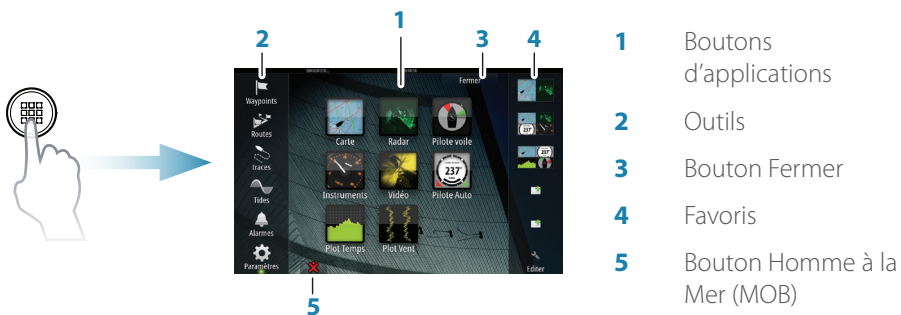 1
2
3
4
Fermer
Waypoints
Routes
Traces
Tides
Alarmes
Paramètres
Carte
Radar
Pilote voile
Instruments
Vidéo
Pilote Auto
237°
Plot Temps
Plot Vent
237°
237°
Editer
5
1 Boutons
d’applications
2 Outils
3 Bouton Fermer
4 Favoris
5 Bouton Homme à la
Mer (MOB)